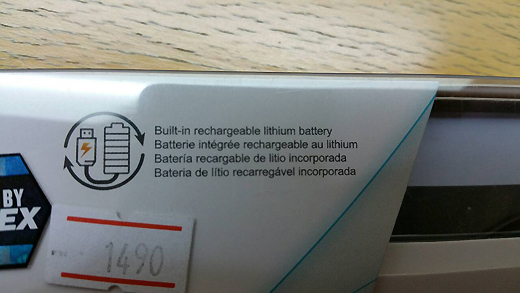 Built-in rechargeable lithium battery
Batterie intégrée rechargeable au lithium
Batería recargable de litio incorporada
Bateria de lítio recarregável incorporada
BY
EX
1490